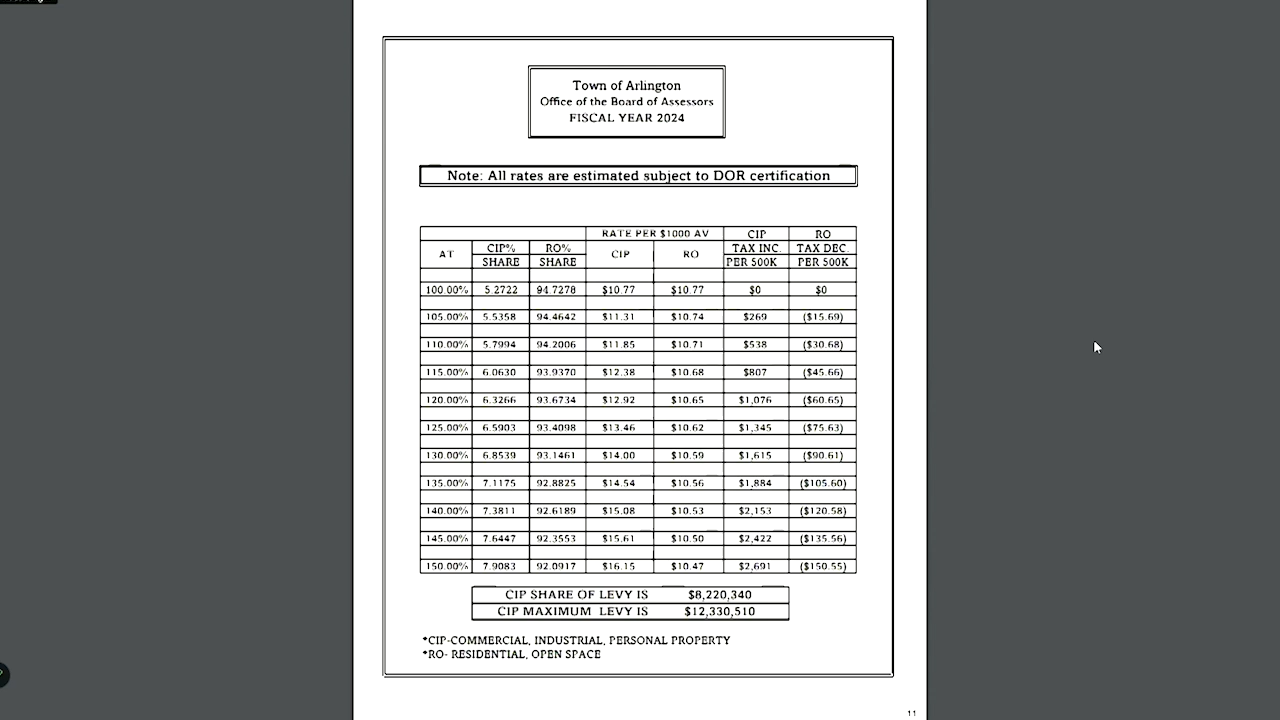 Town of Arlington
Office of the Board of Assessors
FISCAL YEAR 2024
Note: All rates are estimated subject to DOR certification
RATE PER $1000 AV CIP RO
AT CIP% RO% CIP RO TAX INC. TAX DEC.
SHARE SHARE PER 500K PER 500K
100.00% 5.2722 94.7278 $10.77 $10.77 $0 $0
105.00% 5.5358 94.4642 $11.31 $10.74 $269 ($15.69)
110.00% 5.7994 94.2006 $11.85 $10.71 $538 ($30.68)
115.00% 6.0630 93.9370 $12.38 $10.68 $807 ($45.66)
120.00% 6.3266 93.6734 $12.92 $10.65 $1,076 ($60.65)
125.00% 6.5903 93.4098 $13.46 $10.62 $1,345 ($75.63)
130.00% 6.8539 93.1461 $14.00 $10.59 $1,615 ($90.61)
135.00% 7.1175 92.8825 $14.54 $10.56 $1,884 ($105.60)
140.00% 7.3811 92.6189 $15.08 $10.53 $2,153 ($120.58)
145.00% 7.6447 92.3553 $15.61 $10.50 $2,422 ($135.56)
150.00% 7.9083 92.0917 $16.15 $10.47 $2,691 ($150.55)
CIP SHARE OF LEVY IS $8,220,340
CIP MAXIMUM LEVY IS $12,330,510
*CIP-COMMERCIAL, INDUSTRIAL, PERSONAL PROPERTY
*RO- RESIDENTIAL, OPEN SPACE
11